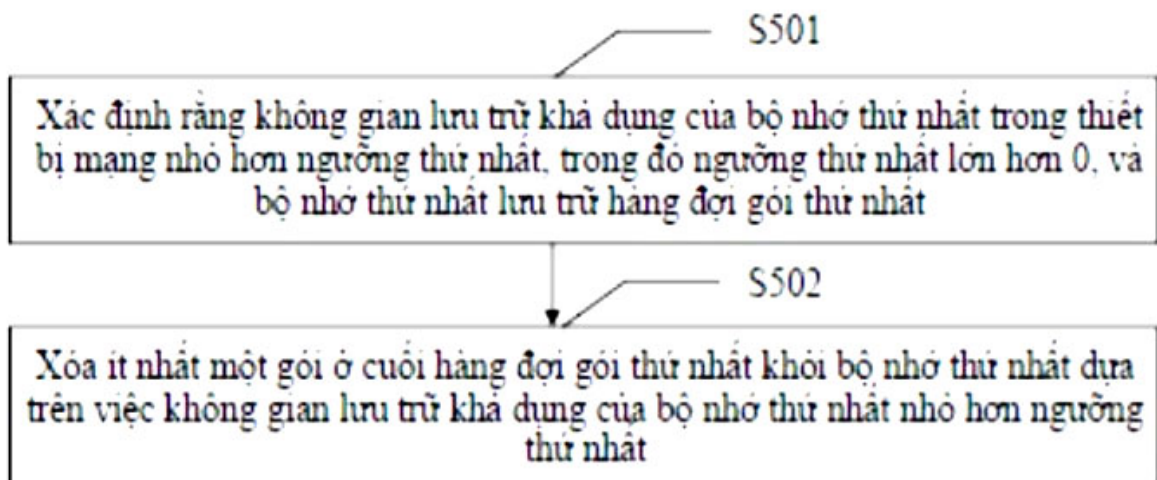 S501
Xác định rằng không gian lưu trữ khả dụng của bộ nhớ thứ nhất trong thiết
bị mạng nhỏ hơn ngưỡng thứ nhất, trong đó ngưỡng thứ nhất lớn hơn 0, và
bộ nhớ thứ nhất lưu trữ hàng đợi gói thứ nhất
S502
Xóa ít nhất một gói ở cuối hàng đợi gói thứ nhất khỏi bộ nhớ thứ nhất dựa
trên việc không gian lưu trữ khả dụng của bộ nhớ thứ nhất nhỏ hơn ngưỡng
thứ nhất